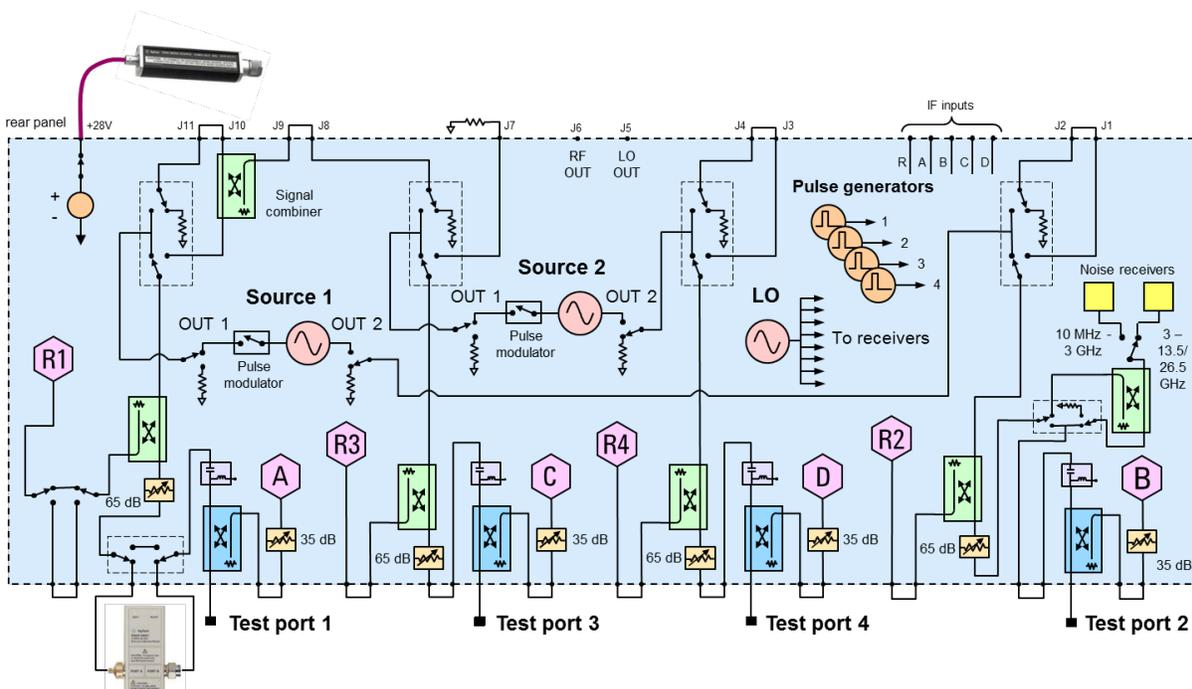 rear panel
+28V
J11
J10
J9
J8
J7
J6
J5
J4
J3
IF inputs
J2
J1
RF
OUT
LO
OUT
R
A
B
C
D
+
-
Signal
combiner
Pulse generators
1
2
3
4
Source 1
Source 2
OUT 1
OUT 2
OUT 1
OUT 2
Pulse
modulator
Pulse
modulator
LO
To receivers
Noise receivers
10 MHz -
3 GHz
3 –
13.5/
26.5
GHz
R1
R3
R4
R2
A
C
D
B
65 dB
35 dB
65 dB
35 dB
65 dB
35 dB
65 dB
35 dB
Test port 1
Test port 3
Test port 4
Test port 2